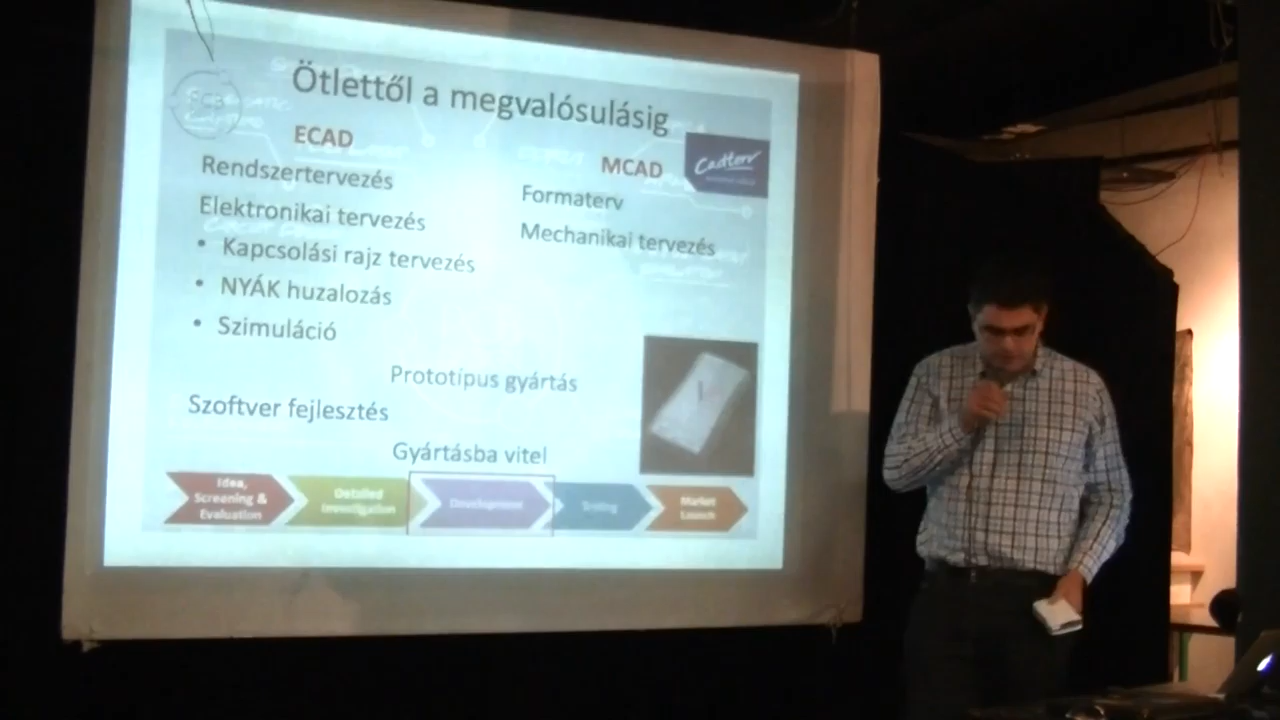 Ötlettől a megvalósulásig
ECAD
Rendszertervezés
Elektronikai tervezés
• Kapcsolási rajz tervezés
• NYÁK huzalozás
• Szimuláció
MCAD
Cadterv
Formaterv
Mechanikai tervezés
Prototípus gyártás
Szoftver fejlesztés
Gyártásba vitel
Idea,
Screening &
Evaluation
Detailed
Investigation
Development
Testing
Market
Launch